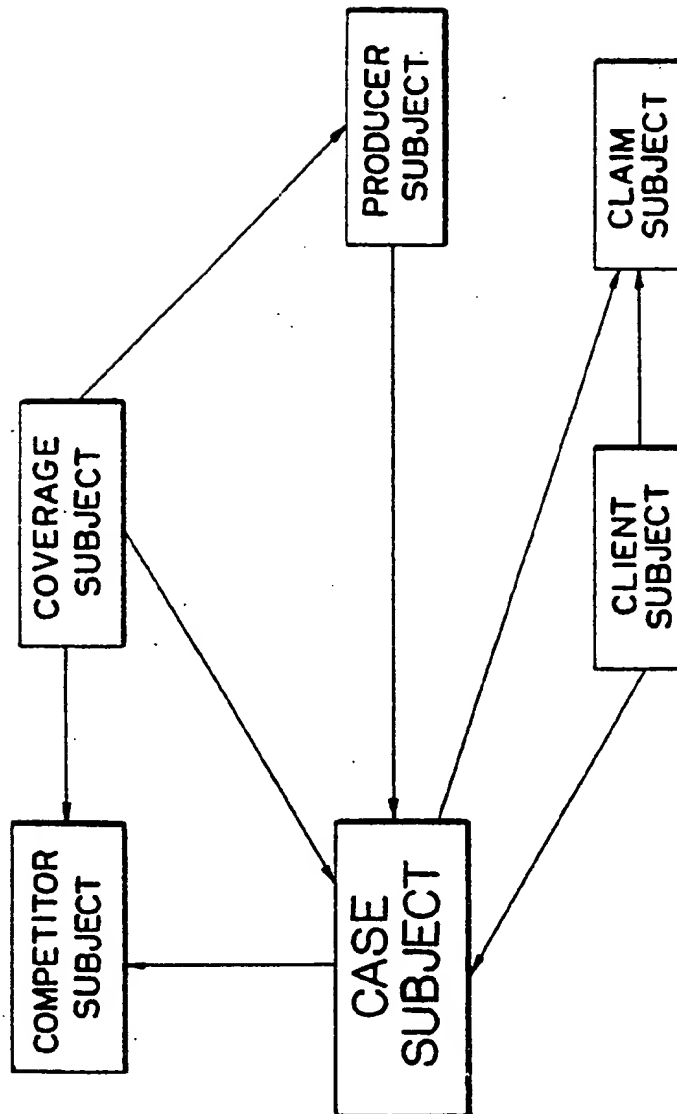 COMPETITOR
SUBJECT
COVERAGE
SUBJECT
CASE
SUBJECT
PRODUCER
SUBJECT
CLIENT
SUBJECT
CLAIM
SUBJECT